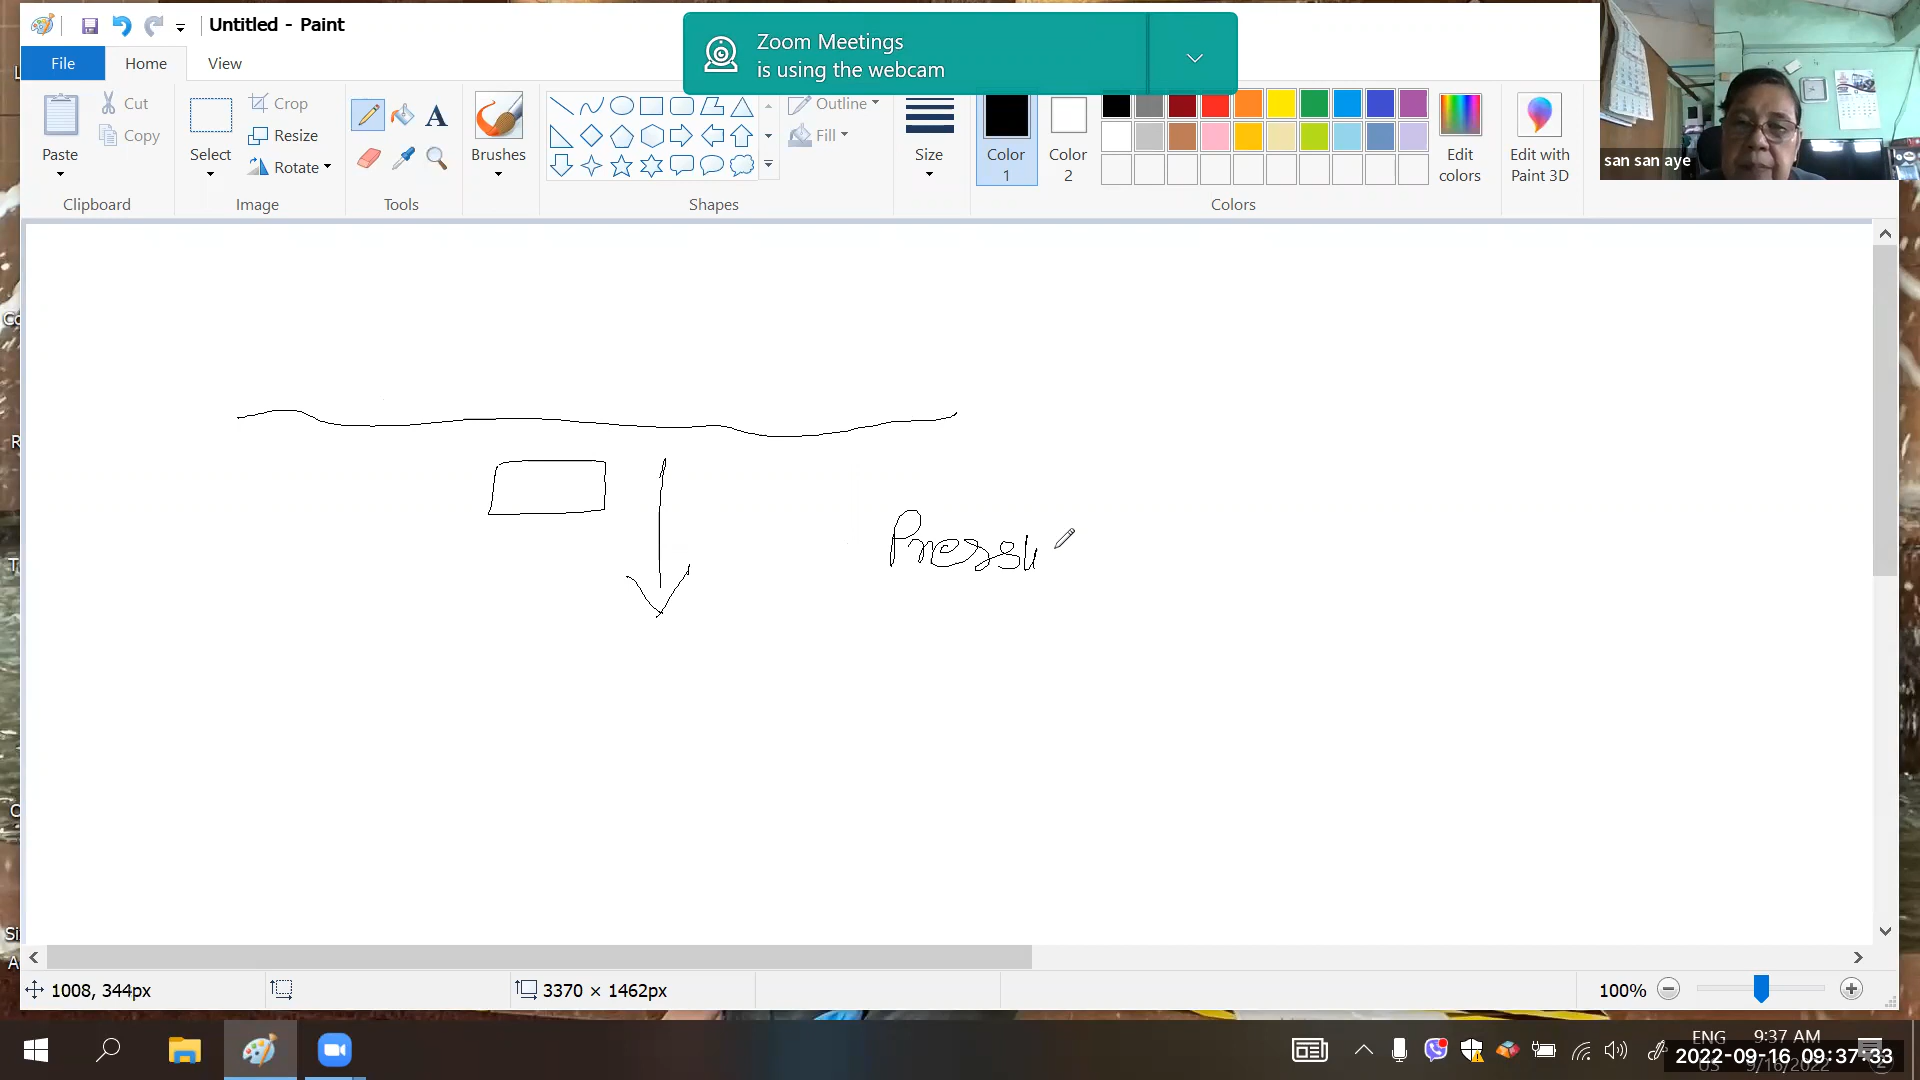 Untitled - Paint
Zoom Meetings
is using the webcam
File Home View
Cut
Copy
Paste
Clipboard
Crop
Resize
Rotate
Select
Image
Tools
Brushes
Outline
Fill
Shapes
Size
Color 1
Color 2
Edit colors
Edit with Paint 3D
Colors
san san aye
Pressu
1008, 344px
3370 × 1462px
100%
ENG
9:37 AM
2022-09-16 09:37:33